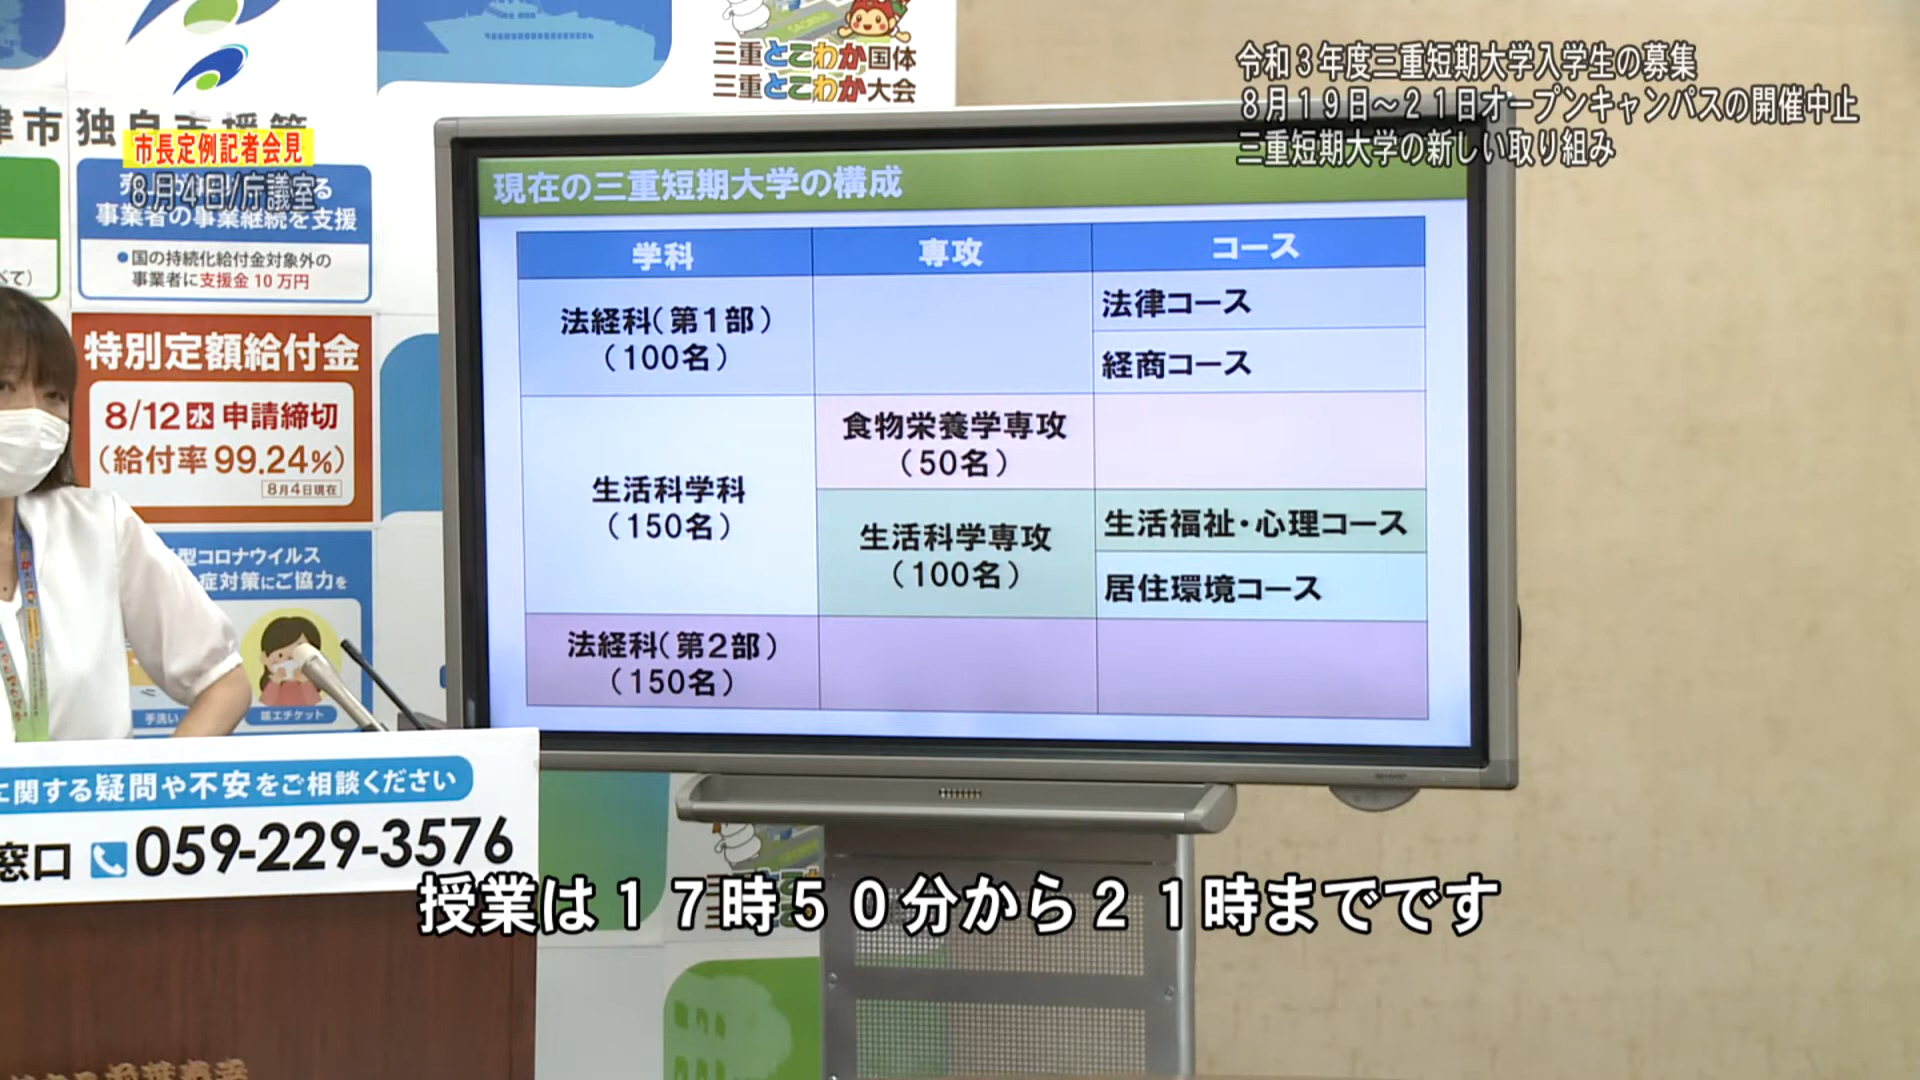 三重とこわか国体
三重とこわか大会
令和３年度三重短期大学入学生の募集
８月１９日～２１日オープンキャンパスの開催中止
三重短期大学の新しい取り組み
市長定例記者会見
８月４日/庁議室
事業者の事業継続を支援
●国の持続化給付金対象外の
事業者に支援金10万円
特別定額給付金
8/12水申請締切
（給付率99.24%）
8月4日現在
型コロナウイルス
症対策にご協力を
手洗い
咳エチケット
現在の三重短期大学の構成
学科 専攻 コース
法経科（第１部）
（100名）
法律コース
経商コース
生活科学科
（150名）
食物栄養学専攻
（50名）
生活科学専攻
（100名）
生活福祉・心理コース
居住環境コース
法経科（第２部）
（150名）
に関する疑問や不安をご相談ください
窓口 059-229-3576
授業は１７時５０分から２１時までです